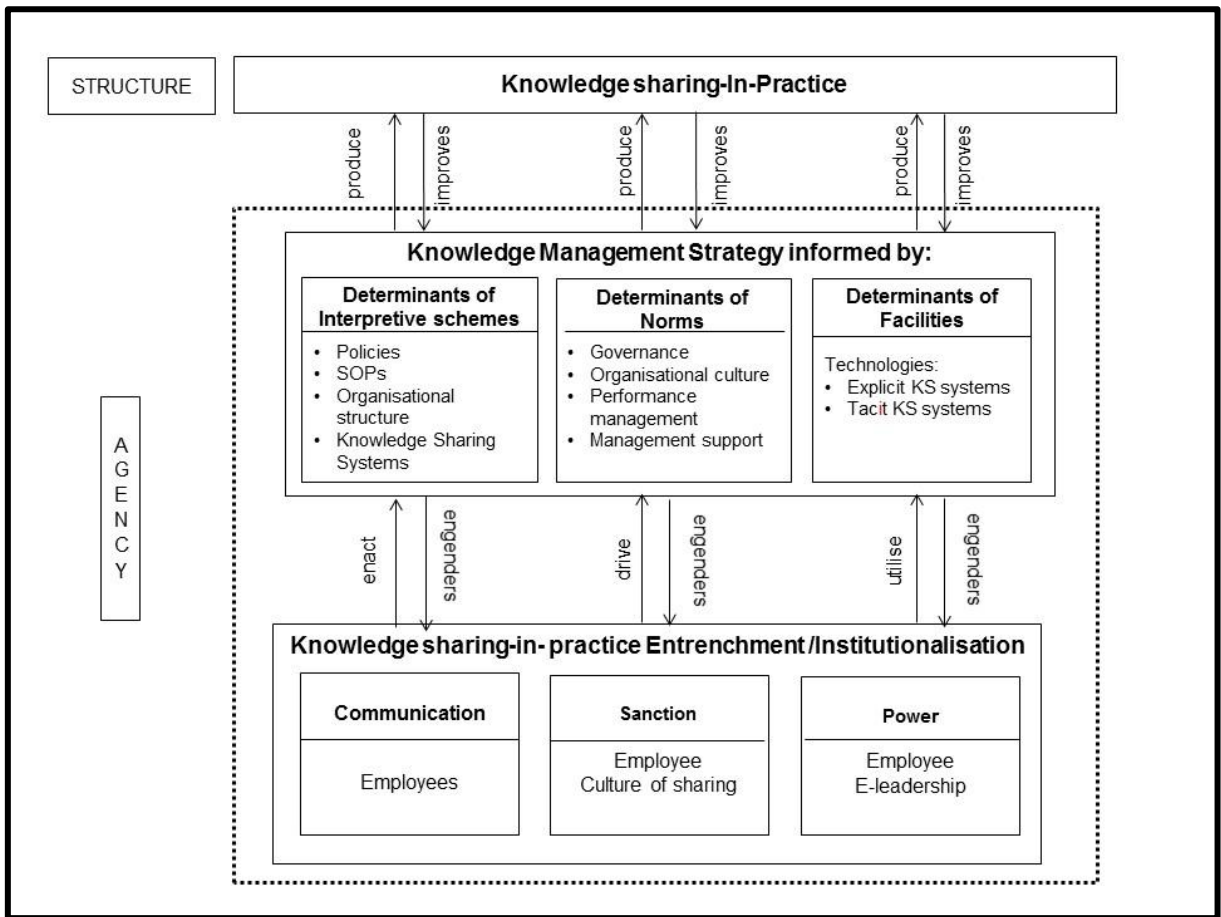 STRUCTURE
Knowledge sharing-In-Practice
produce
improves
produce
improves
produce
improves
Knowledge Management Strategy informed by:
Determinants of
Interpretive schemes
• Policies
• SOPs
• Organisational
structure
• Knowledge Sharing
Systems
Determinants of
Norms
• Governance
• Organisational culture
• Performance
management
• Management support
Determinants of
Facilities
Technologies:
• Explicit KS systems
• Tacit KS systems
AGENCY
enact
engenders
drive
engenders
utilise
engenders
Knowledge sharing-in- practice Entrenchment/Institutionalisation
Communication
Employees
Sanction
Employee
Culture of sharing
Power
Employee
E-leadership